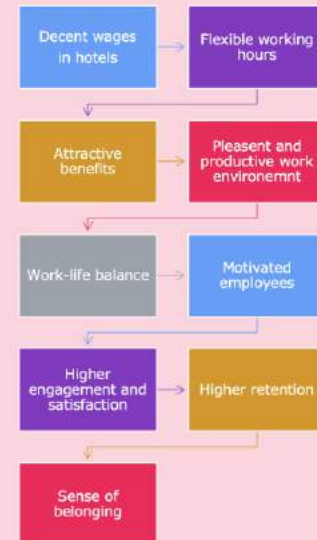 Decent wages
in hotels
Flexible working
hours
Attractive
benefits
Pleasent and
productive work
environemnt
Work-life balance
Motivated
employees
Higher
engagement and
satisfaction
Higher retention
Sense of
belonging